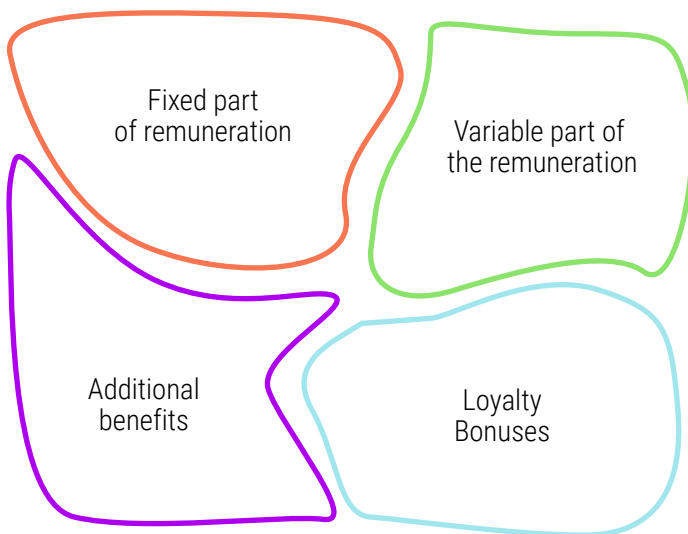 Fixed part
of remuneration
Variable part of
the remuneration
Additional
benefits
Loyalty
Bonuses